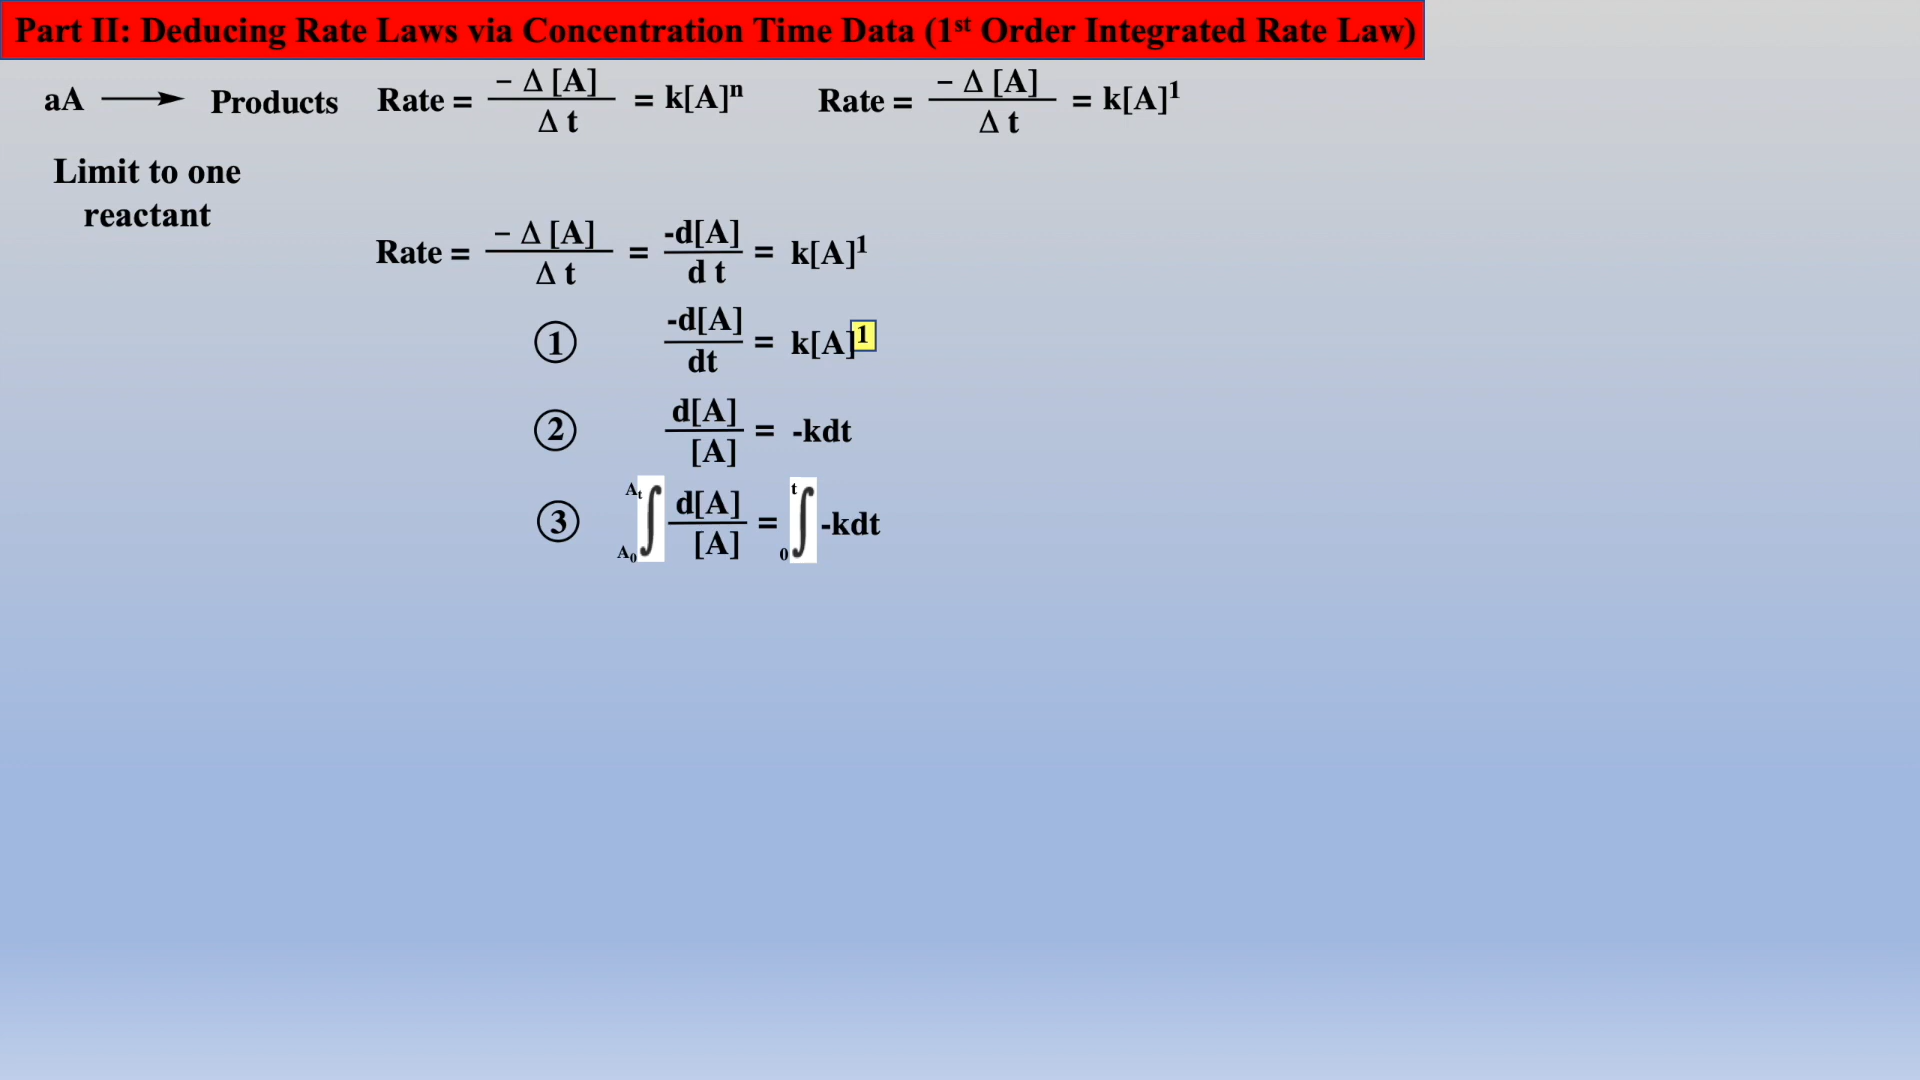 Part II: Deducing Rate Laws via Concentration Time Data (1st Order Integrated Rate Law)
aA ⟶ Products Rate = – Δ [A] / Δ t = k[A]ⁿ Rate = – Δ [A] / Δ t = k[A]¹
Limit to one
reactant
Rate = – Δ [A] / Δ t = -d[A] / d t = k[A]¹
① -d[A] / dt = k[A]¹
② d[A] / [A] = -kdt
③ A₀ ∫ Aₜ d[A] / [A] = 0 ∫ t -kdt